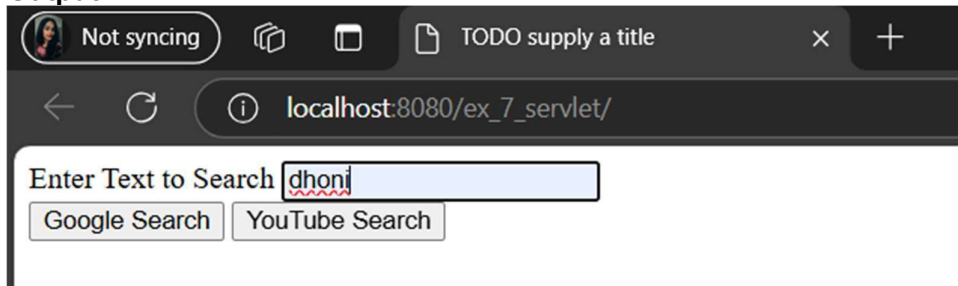 Not syncing TODO supply a title
localhost:8080/ex_7_servlet/
Enter Text to Search dhoni
Google Search YouTube Search